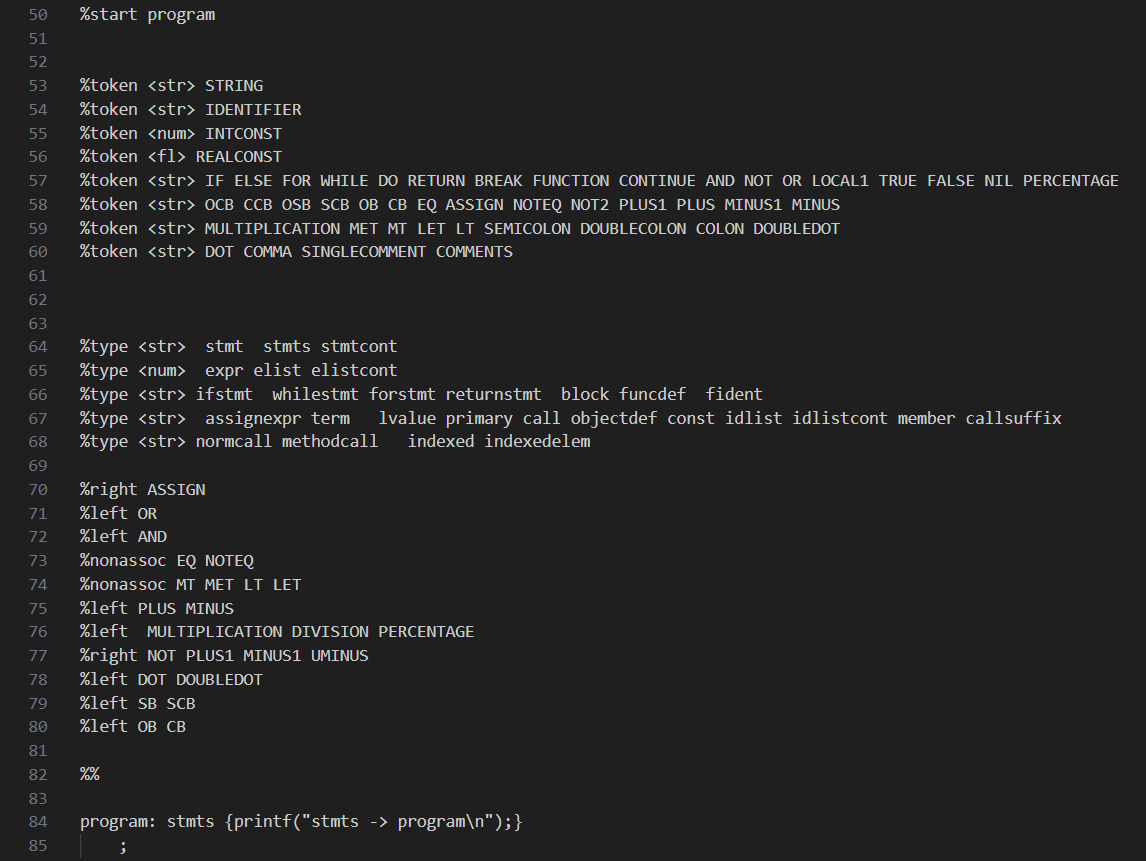 50 %start program
51
52
53 %token <str> STRING
54 %token <str> IDENTIFIER
55 %token <num> INTCONST
56 %token <fl> REALCONST
57 %token <str> IF ELSE FOR WHILE DO RETURN BREAK FUNCTION CONTINUE AND NOT OR LOCAL1 TRUE FALSE NIL PERCENTAGE
58 %token <str> OCB CCB OSB SCB OB CB EQ ASSIGN NOTEQ NOT2 PLUS1 PLUS MINUS1 MINUS
59 %token <str> MULTIPLICATION MET MT LET LT SEMICOLON DOUBLECOLON COLON DOUBLEDOT
60 %token <str> DOT COMMA SINGLECOMMENT COMMENTS
61
62
63
64 %type <str>  stmt  stmts stmtcont
65 %type <num>  expr elist elistcont
66 %type <str> ifstmt  whilestmt forstmt returnstmt  block funcdef  fident
67 %type <str>  assignexpr term   lvalue primary call objectdef const idlist idlistcont member callsuffix
68 %type <str> normcall methodcall   indexed indexedelem
69
70 %right ASSIGN
71 %left OR
72 %left AND
73 %nonassoc EQ NOTEQ
74 %nonassoc MT MET LT LET
75 %left PLUS MINUS
76 %left  MULTIPLICATION DIVISION PERCENTAGE
77 %right NOT PLUS1 MINUS1 UMINUS
78 %left DOT DOUBLEDOT
79 %left SB SCB
80 %left OB CB
81
82 %%
83
84 program: stmts {printf("stmts -> program\n");}
85     ;